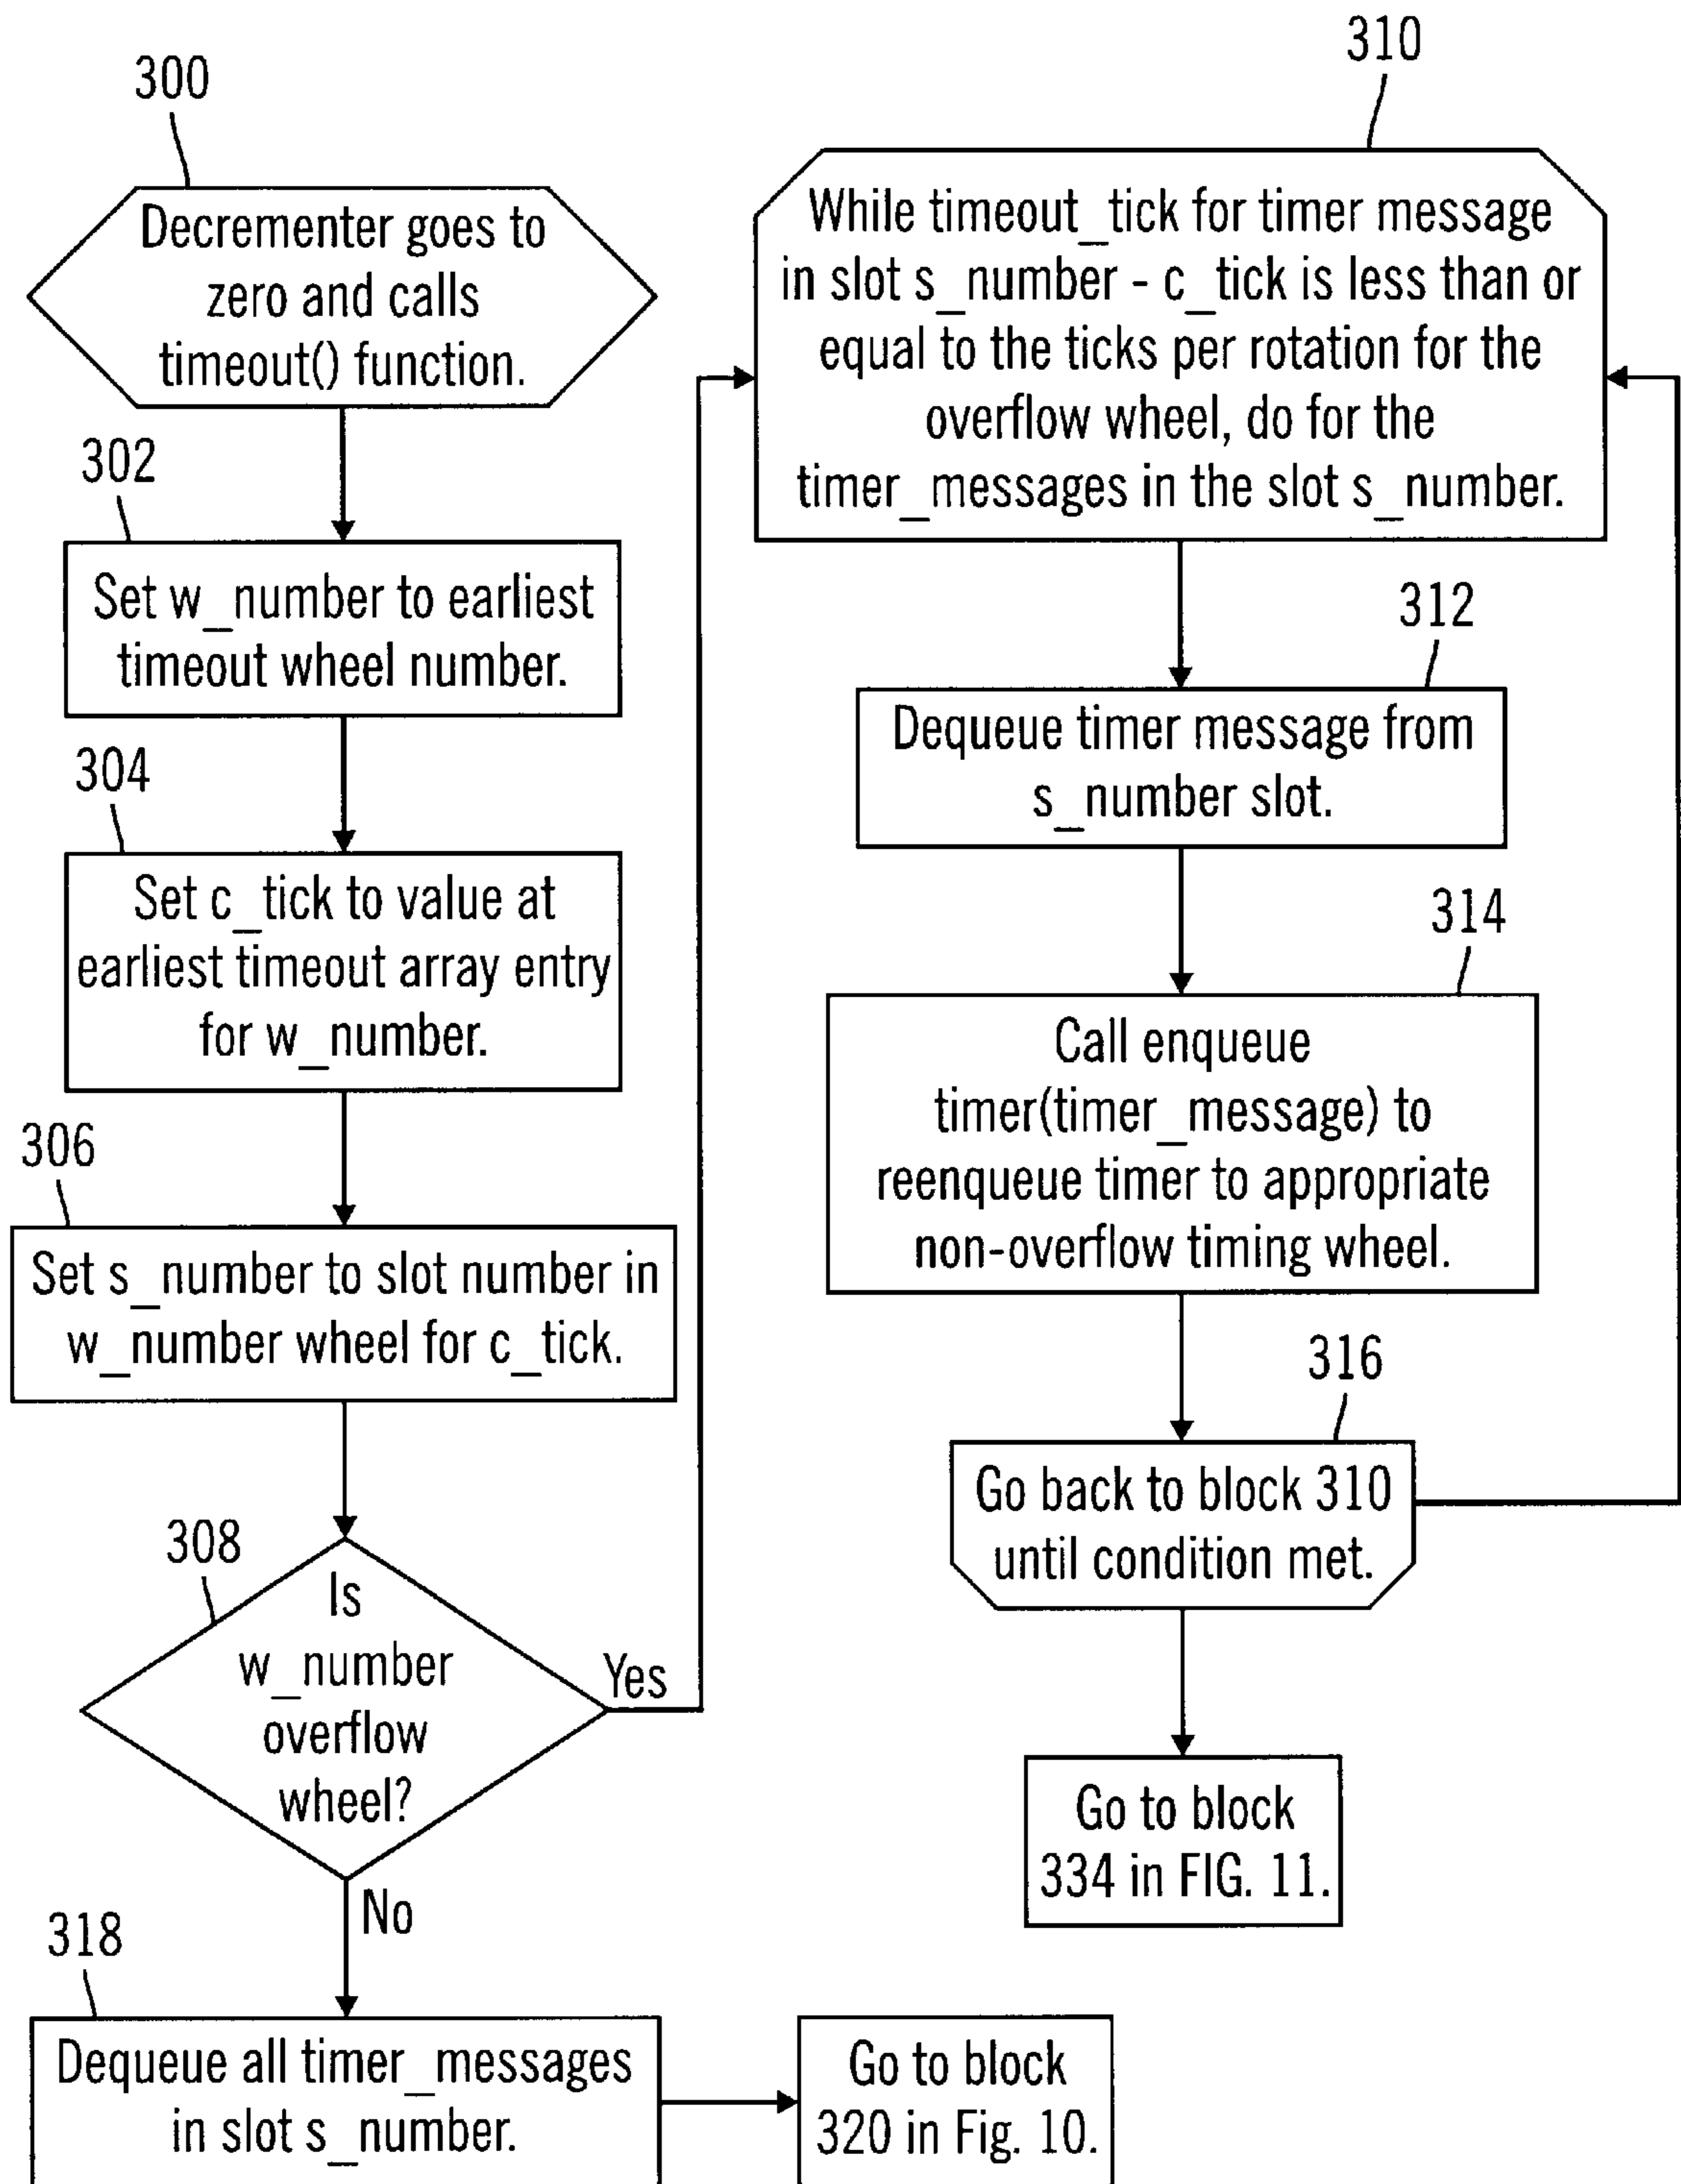 300
Decrementer goes to
zero and calls
timeout() function.
302
Set w_number to earliest
timeout wheel number.
304
Set c_tick to value at
earliest timeout array entry
for w_number.
306
Set s_number to slot number in
w_number wheel for c_tick.
308
Is
w_number
overflow
wheel?
Yes
No
310
While timeout_tick for timer message
in slot s_number - c_tick is less than or
equal to the ticks per rotation for the
overflow wheel, do for the
timer_messages in the slot s_number.
312
Dequeue timer message from
s_number slot.
314
Call enqueue
timer(timer_message) to
reenqueue timer to appropriate
non-overflow timing wheel.
316
Go back to block 310
until condition met.
Go to block
334 in FIG. 11.
318
Dequeue all timer_messages
in slot s_number.
Go to block
320 in Fig. 10.